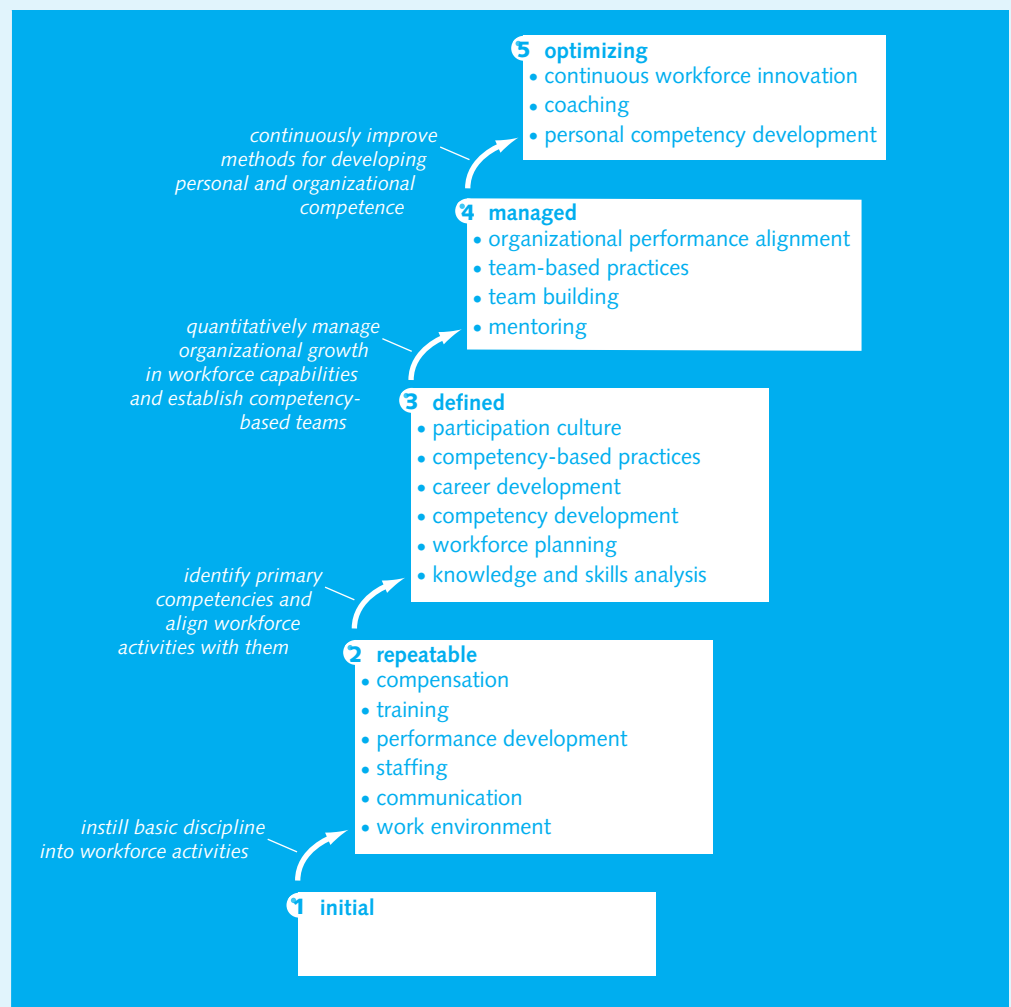 5 optimizing
• continuous workforce innovation
• coaching
• personal competency development
continuously improve
methods for developing
personal and organizational
competence
4 managed
• organizational performance alignment
• team-based practices
• team building
• mentoring
quantitatively manage
organizational growth
in workforce capabilities
and establish competency-
based teams
3 defined
• participation culture
• competency-based practices
• career development
• competency development
• workforce planning
• knowledge and skills analysis
identify primary
competencies and
align workforce
activities with them
2 repeatable
• compensation
• training
• performance development
• staffing
• communication
• work environment
instill basic discipline
into workforce activities
1 initial